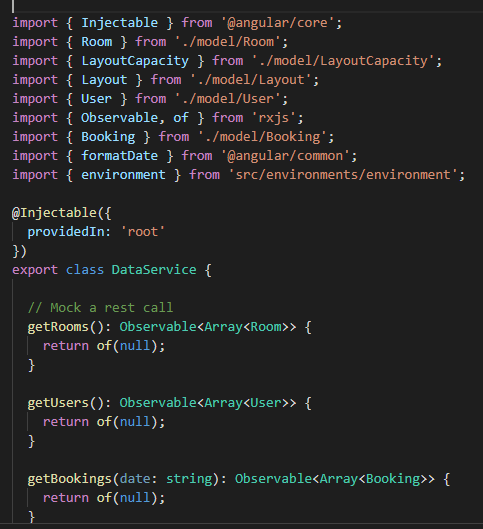 import { Injectable } from '@angular/core';
import { Room } from './model/Room';
import { LayoutCapacity } from './model/LayoutCapacity';
import { Layout } from './model/Layout';
import { User } from './model/User';
import { Observable, of } from 'rxjs';
import { Booking } from './model/Booking';
import { formatDate } from '@angular/common';
import { environment } from 'src/environments/environment';
@Injectable({
  providedIn: 'root'
})
export class DataService {
  // Mock a rest call
  getRooms(): Observable<Array<Room>> {
    return of(null);
  }
  getUsers(): Observable<Array<User>> {
    return of(null);
  }
  getBookings(date: string): Observable<Array<Booking>> {
    return of(null);
  }